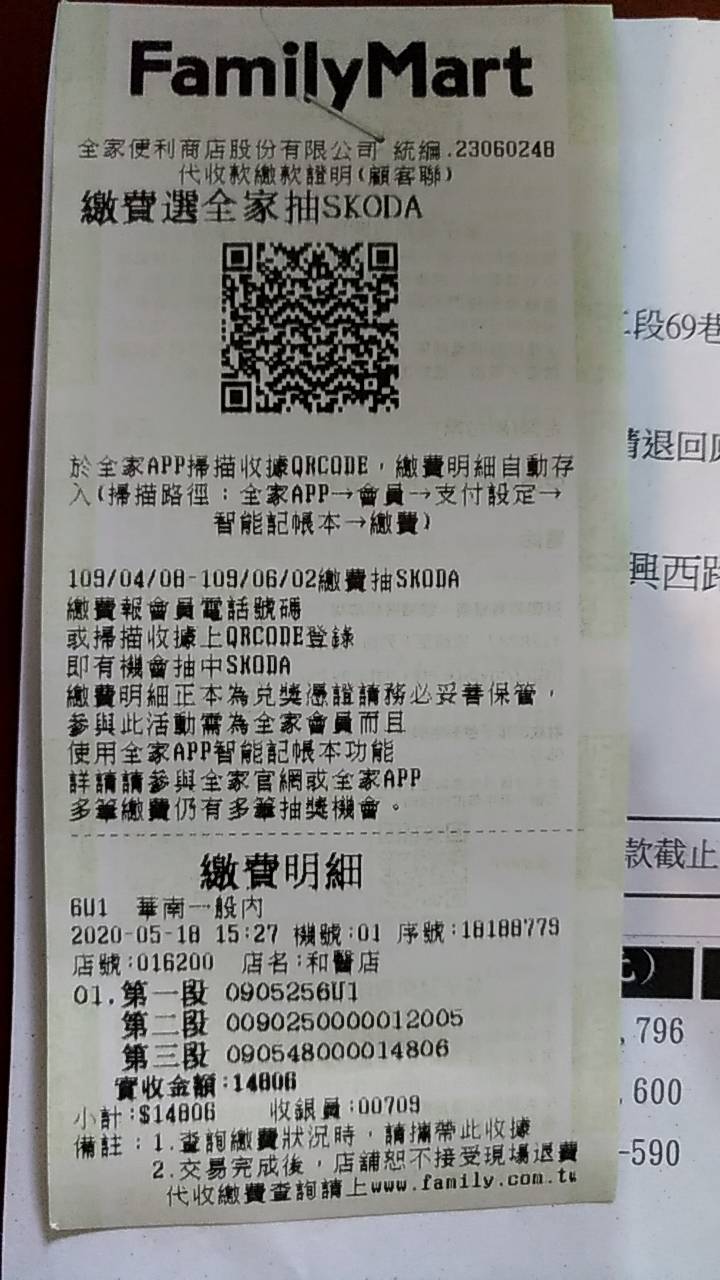 FamilyMart
全家便利商店股份有限公司 統編.23060248
代收款繳款證明(顧客聯)
繳費選全家抽SKODA
於全家APP掃描收據QRCODE，繳費明細自動存
入(掃描路徑：全家APP→會員→支付設定→
智能記帳本→繳費)
109/04/08-109/06/02繳費抽SKODA
繳費報會員電話號碼
或掃描收據上QRCODE登錄
即有機會抽中SKODA
繳費明細正本為兌獎憑證請務必妥善保管，
參與此活動需為全家會員而且
使用全家APP智能記帳本功能
詳請請參與全家官網或全家APP
多筆繳費仍有多筆抽獎機會。
繳費明細
6U1 華南一般內
2020-05-18 15:27 機號:01 序號:18188779
店號:016200 店名:和醫店
01.第一段 0905256U1
第二段 0090250000012005
第三段 090548000014806
實收金額:14806
小計:$14806 收銀員:00709
備註：1.查詢繳費狀況時，請攜帶此收據
2.交易完成後，店舖恕不接受現場退費
代收繳費查詢請上www.family.com.tw
段69巷
退回
興西路
款截止
,796
,600
-590